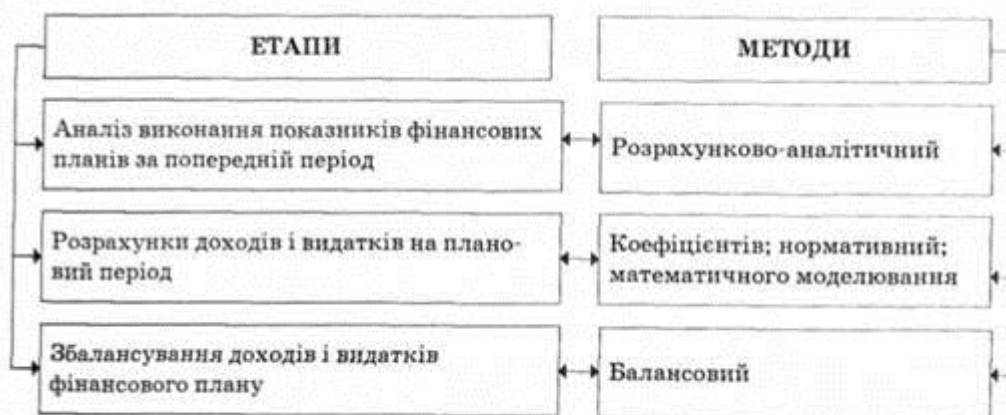 ЕТАПИ
МЕТОДИ
Аналіз виконання показників фінансових
планів за попередній період
Розрахунково-аналітичний
Розрахунки доходів і видатків на плано-
вий період
Коефіцієнтів; нормативний;
математичного моделювання
Збалансування доходів і видатків
фінансового плану
Балансовий